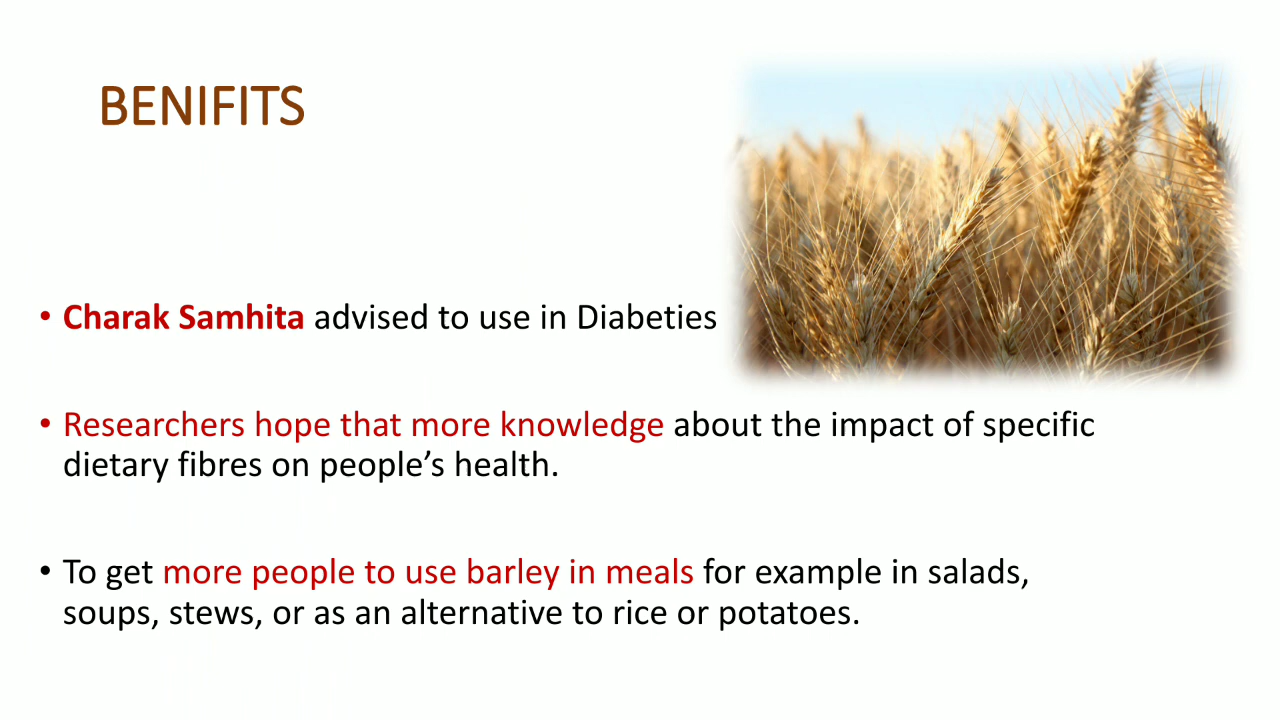 BENIFITS
• Charak Samhita advised to use in Diabeties
• Researchers hope that more knowledge about the impact of specific
dietary fibres on people’s health.
• To get more people to use barley in meals for example in salads,
soups, stews, or as an alternative to rice or potatoes.